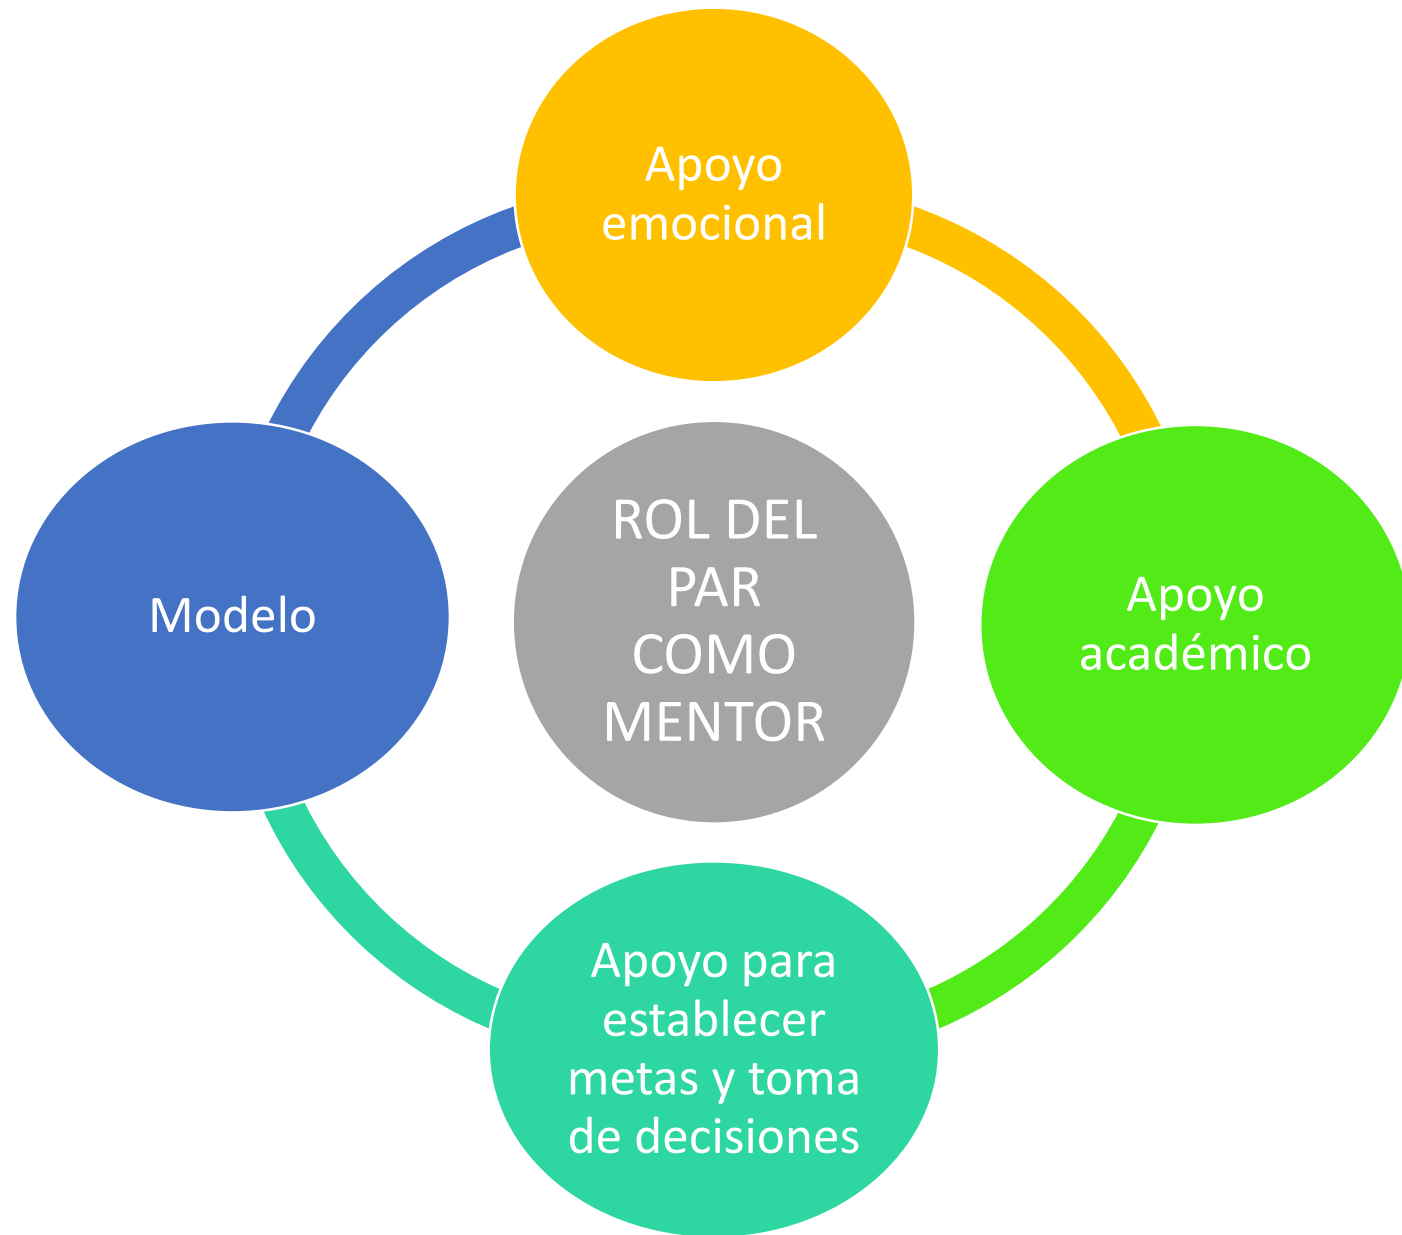 Apoyo
emocional
ROL DEL
PAR
COMO
MENTOR
Modelo
Apoyo
académico
Apoyo para
establecer
metas y toma
de decisiones